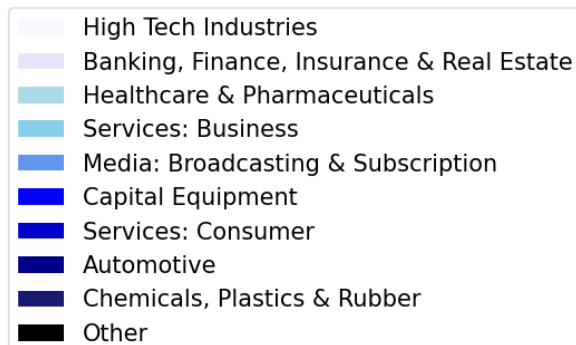 High Tech Industries
Banking, Finance, Insurance & Real Estate
Healthcare & Pharmaceuticals
Services: Business
Media: Broadcasting & Subscription
Capital Equipment
Services: Consumer
Automotive
Chemicals, Plastics & Rubber
Other